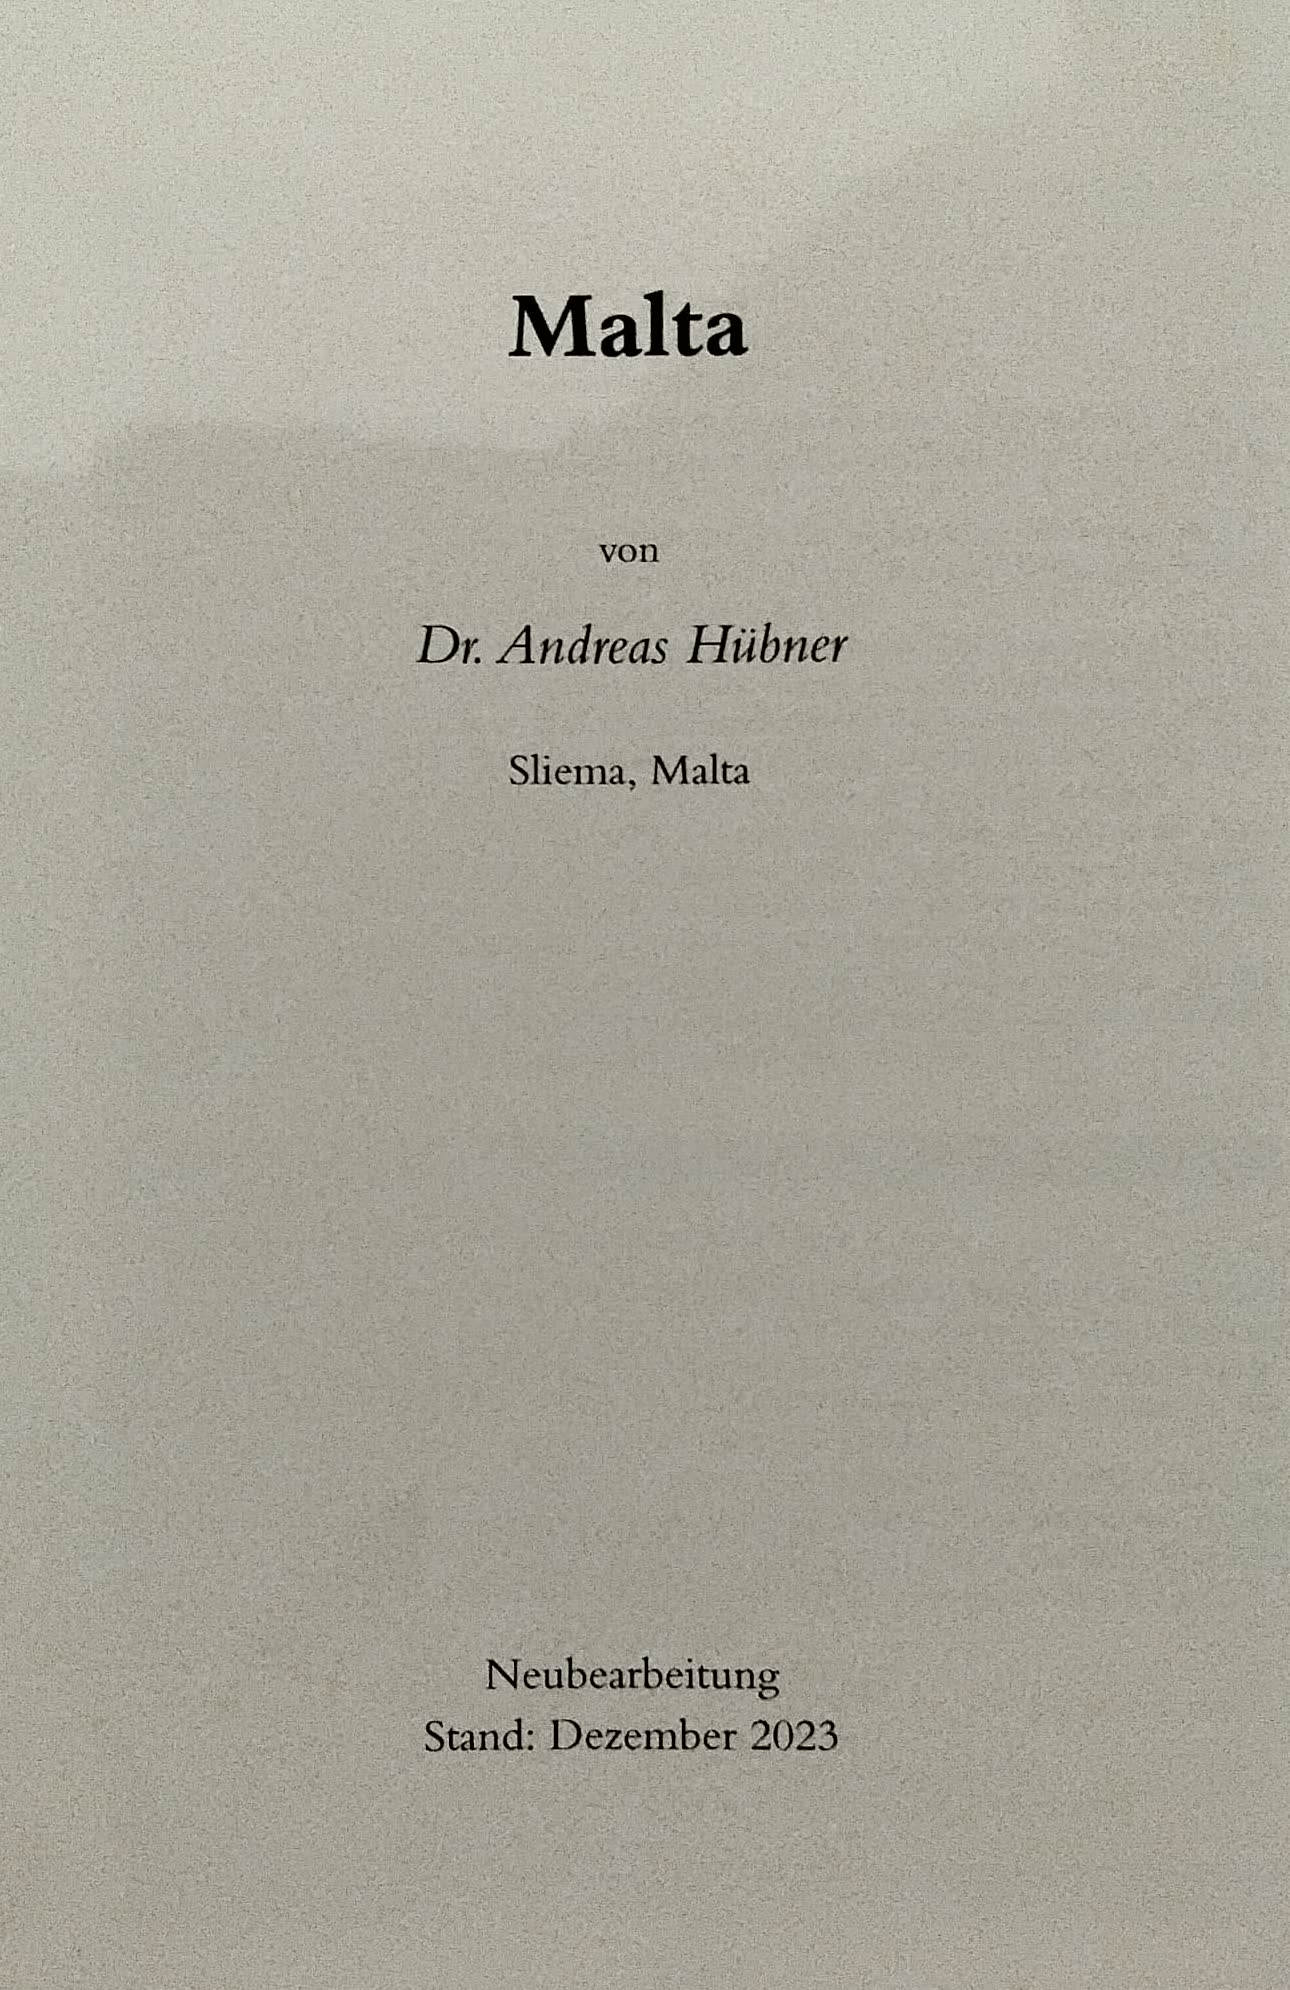 Malta
von
Dr. Andreas Hübner
Sliema, Malta
Neubearbeitung
Stand: Dezember 2023